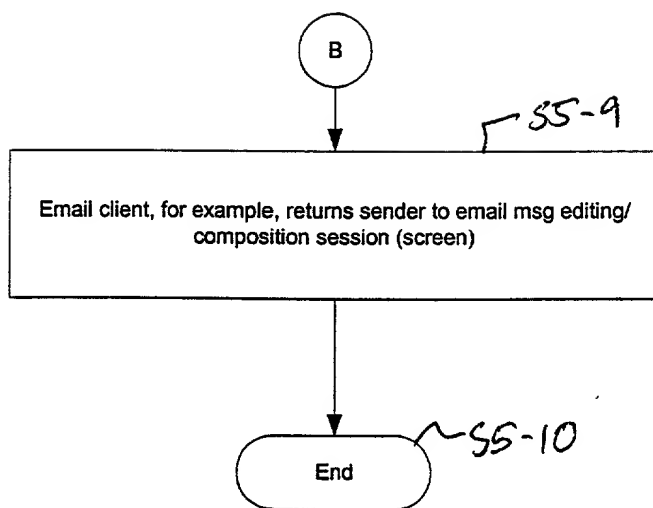 B
S5-9
Email client, for example, returns sender to email msg editing/
composition session (screen)
S5-10
End